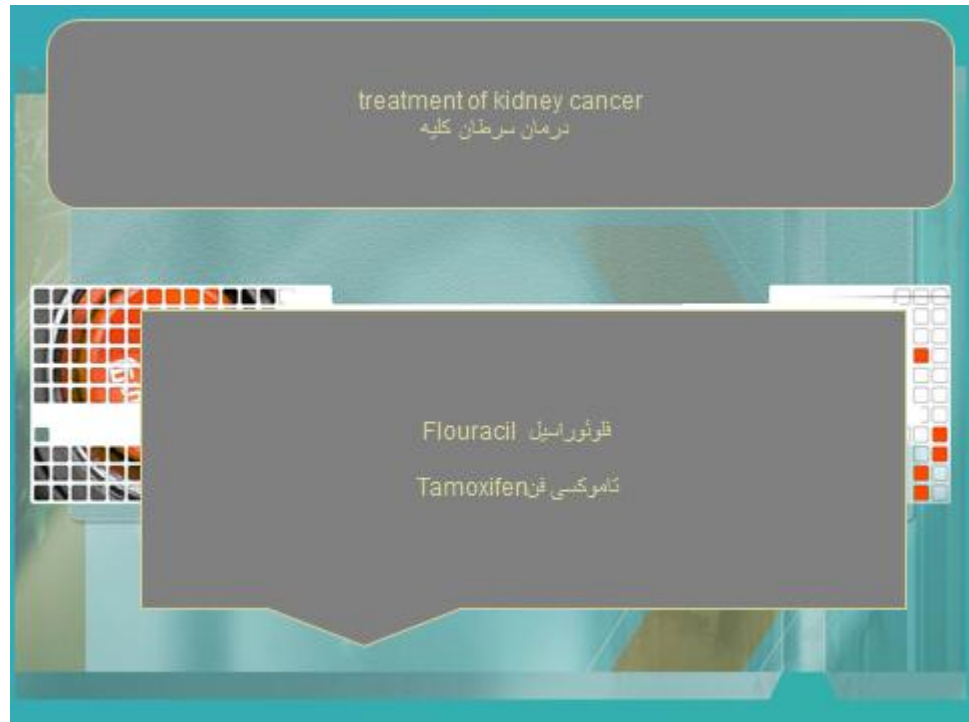 treatment of kidney cancer
درمان سرطان کلیه
فلوئوراسیل Flouracil
تاموکسی فنTamoxifen